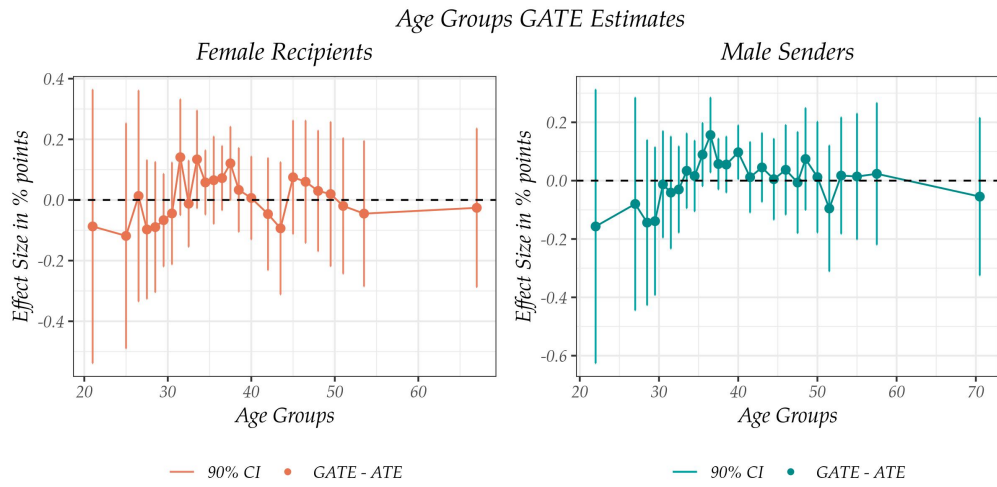 Age Groups GATE Estimates
Female Recipients
Male Senders
Effect Size in % points
0.4
0.2
0.0
-0.2
-0.4
20 30 40 50 60
Age Groups
Effect Size in % points
0.2
0.0
-0.2
-0.4
-0.6
20 30 40 50 60 70
Age Groups
90% CI GATE - ATE
90% CI GATE - ATE